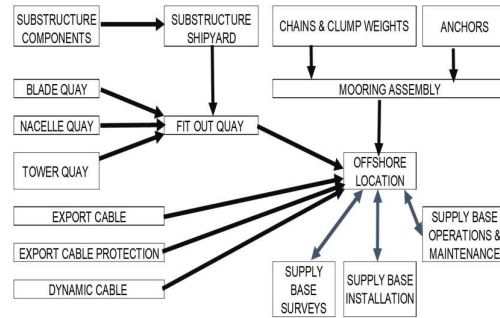 SUBSTRUCTURE
COMPONENTS
SUBSTRUCTURE
SHIPYARD
CHAINS & CLUMP WEIGHTS
ANCHORS
BLADE QUAY
MOORING ASSEMBLY
NACELLE QUAY
FIT OUT QUAY
TOWER QUAY
OFFSHORE
LOCATION
EXPORT CABLE
SUPPLY BASE
OPERATIONS &
MAINTENANCE
EXPORT CABLE PROTECTION
DYNAMIC CABLE
SUPPLY
BASE
SURVEYS
SUPPLY BASE
INSTALLATION